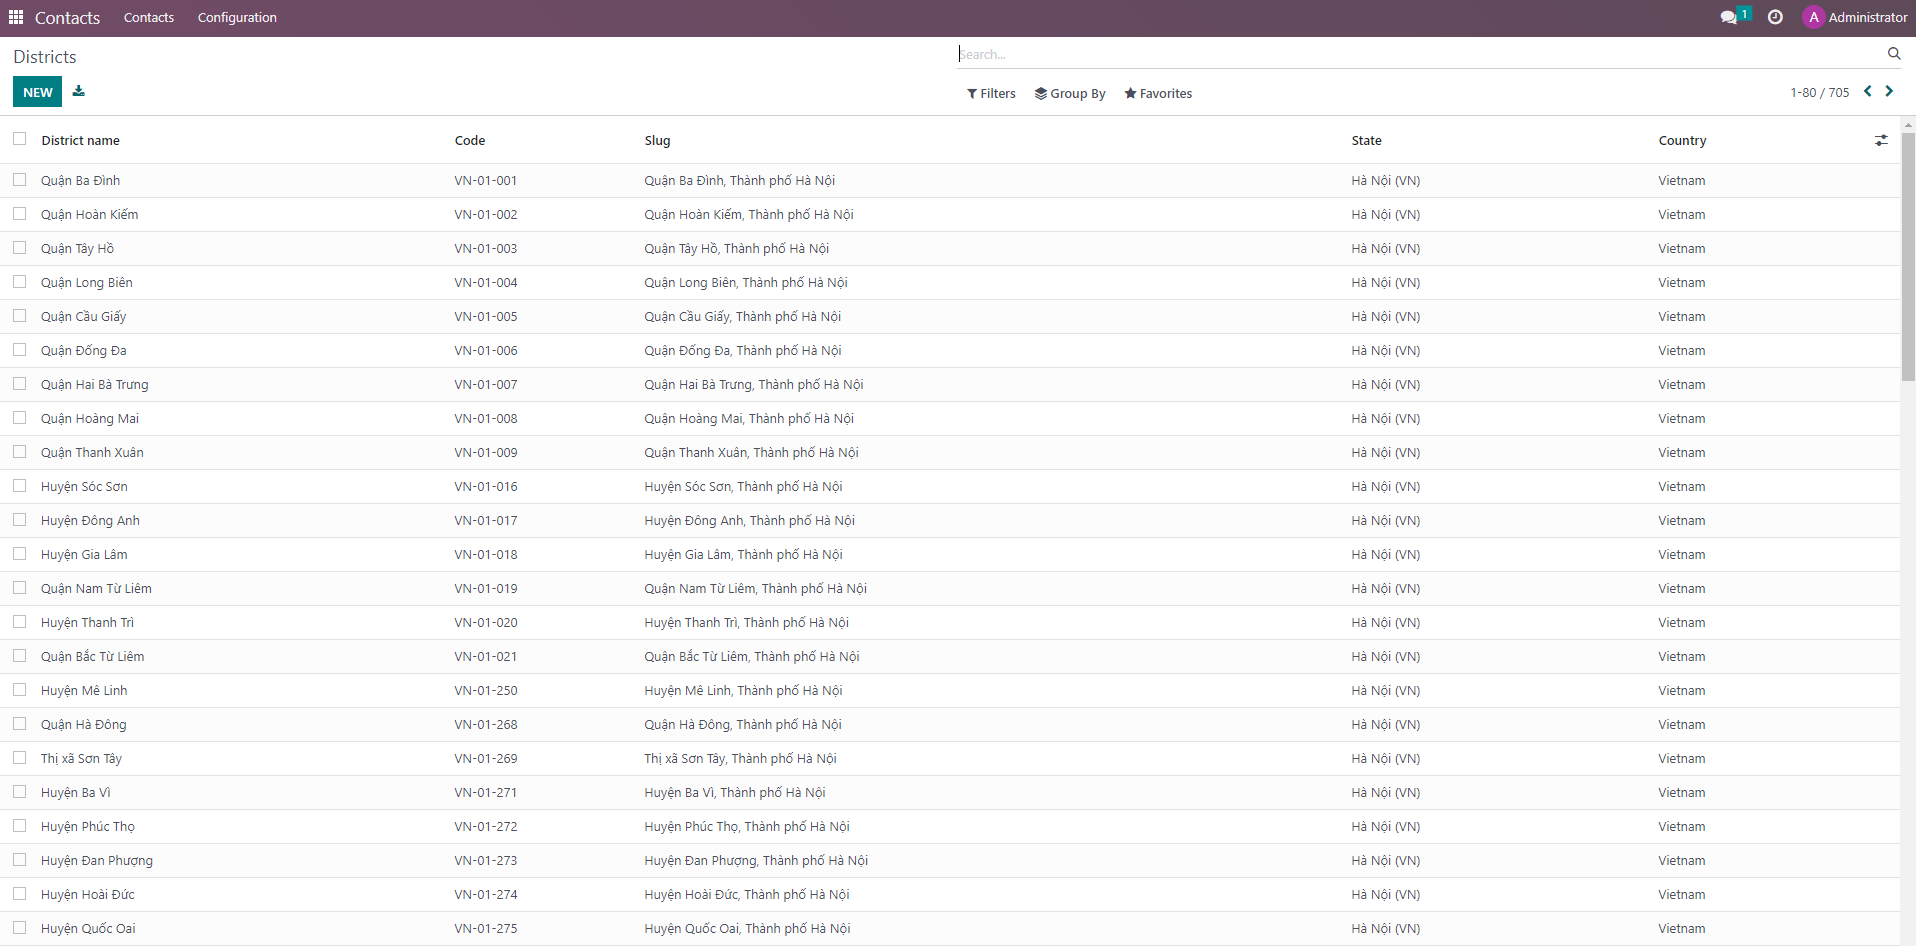 Contacts Contacts Configuration 1 A Administrator
Districts Search...
NEW Filters Group By Favorites 1-80 / 705
District name Code Slug State Country
Quận Ba Đình VN-01-001 Quận Ba Đình, Thành phố Hà Nội Hà Nội (VN) Vietnam
Quận Hoàn Kiếm VN-01-002 Quận Hoàn Kiếm, Thành phố Hà Nội Hà Nội (VN) Vietnam
Quận Tây Hồ VN-01-003 Quận Tây Hồ, Thành phố Hà Nội Hà Nội (VN) Vietnam
Quận Long Biên VN-01-004 Quận Long Biên, Thành phố Hà Nội Hà Nội (VN) Vietnam
Quận Cầu Giấy VN-01-005 Quận Cầu Giấy, Thành phố Hà Nội Hà Nội (VN) Vietnam
Quận Đống Đa VN-01-006 Quận Đống Đa, Thành phố Hà Nội Hà Nội (VN) Vietnam
Quận Hai Bà Trưng VN-01-007 Quận Hai Bà Trưng, Thành phố Hà Nội Hà Nội (VN) Vietnam
Quận Hoàng Mai VN-01-008 Quận Hoàng Mai, Thành phố Hà Nội Hà Nội (VN) Vietnam
Quận Thanh Xuân VN-01-009 Quận Thanh Xuân, Thành phố Hà Nội Hà Nội (VN) Vietnam
Huyện Sóc Sơn VN-01-016 Huyện Sóc Sơn, Thành phố Hà Nội Hà Nội (VN) Vietnam
Huyện Đông Anh VN-01-017 Huyện Đông Anh, Thành phố Hà Nội Hà Nội (VN) Vietnam
Huyện Gia Lâm VN-01-018 Huyện Gia Lâm, Thành phố Hà Nội Hà Nội (VN) Vietnam
Quận Nam Từ Liêm VN-01-019 Quận Nam Từ Liêm, Thành phố Hà Nội Hà Nội (VN) Vietnam
Huyện Thanh Trì VN-01-020 Huyện Thanh Trì, Thành phố Hà Nội Hà Nội (VN) Vietnam
Quận Bắc Từ Liêm VN-01-021 Quận Bắc Từ Liêm, Thành phố Hà Nội Hà Nội (VN) Vietnam
Huyện Mê Linh VN-01-250 Huyện Mê Linh, Thành phố Hà Nội Hà Nội (VN) Vietnam
Quận Hà Đông VN-01-268 Quận Hà Đông, Thành phố Hà Nội Hà Nội (VN) Vietnam
Thị xã Sơn Tây VN-01-269 Thị xã Sơn Tây, Thành phố Hà Nội Hà Nội (VN) Vietnam
Huyện Ba Vì VN-01-271 Huyện Ba Vì, Thành phố Hà Nội Hà Nội (VN) Vietnam
Huyện Phúc Thọ VN-01-272 Huyện Phúc Thọ, Thành phố Hà Nội Hà Nội (VN) Vietnam
Huyện Đan Phượng VN-01-273 Huyện Đan Phượng, Thành phố Hà Nội Hà Nội (VN) Vietnam
Huyện Hoài Đức VN-01-274 Huyện Hoài Đức, Thành phố Hà Nội Hà Nội (VN) Vietnam
Huyện Quốc Oai VN-01-275 Huyện Quốc Oai, Thành phố Hà Nội Hà Nội (VN) Vietnam